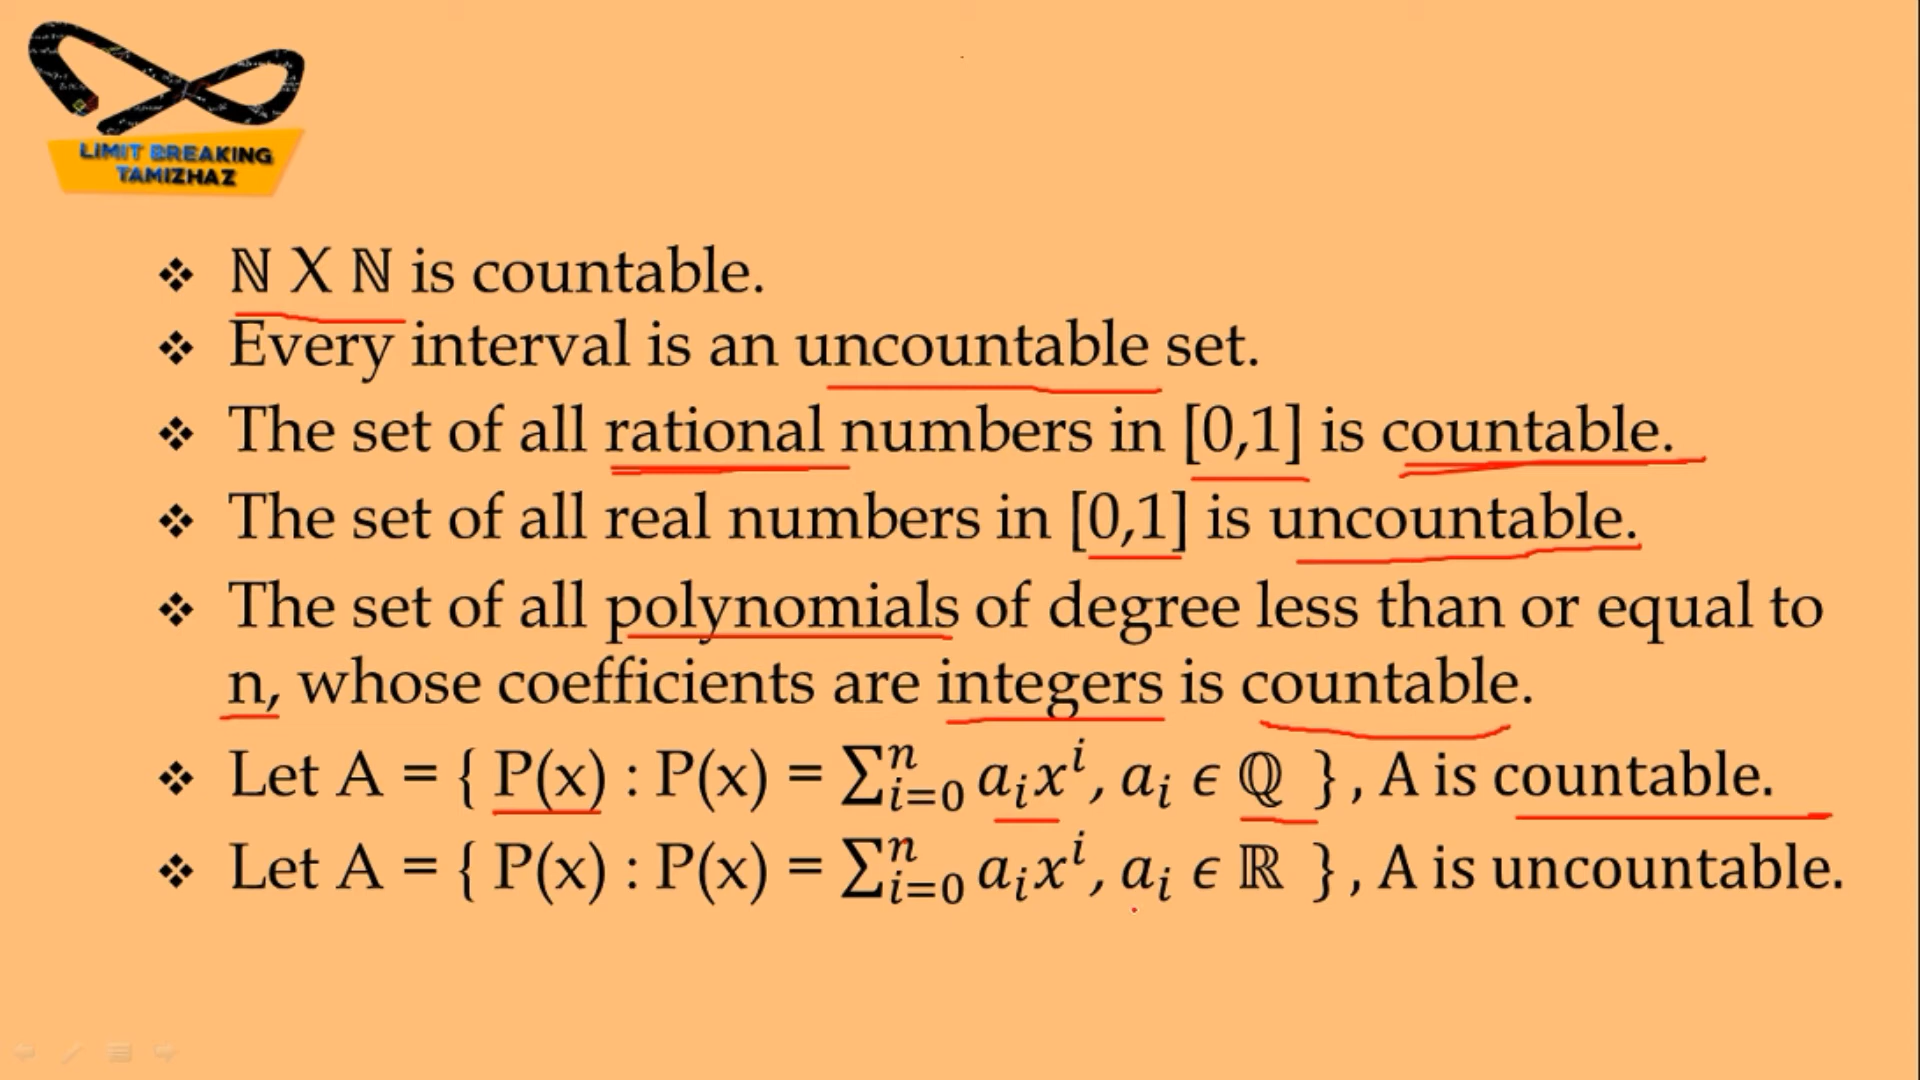 LIMIT BREAKING
TAMIZHAZ
❖ ℕ X ℕ is countable.
❖ Every interval is an uncountable set.
❖ The set of all rational numbers in [0,1] is countable.
❖ The set of all real numbers in [0,1] is uncountable.
❖ The set of all polynomials of degree less than or equal to
n, whose coefficients are integers is countable.
❖ Let A = { P(x) : P(x) = ∑ⁿᵢ₌₀ aᵢxⁱ, aᵢ ϵ ℚ } , A is countable.
❖ Let A = { P(x) : P(x) = ∑ⁿᵢ₌₀ aᵢxⁱ, aᵢ ϵ ℝ } , A is uncountable.